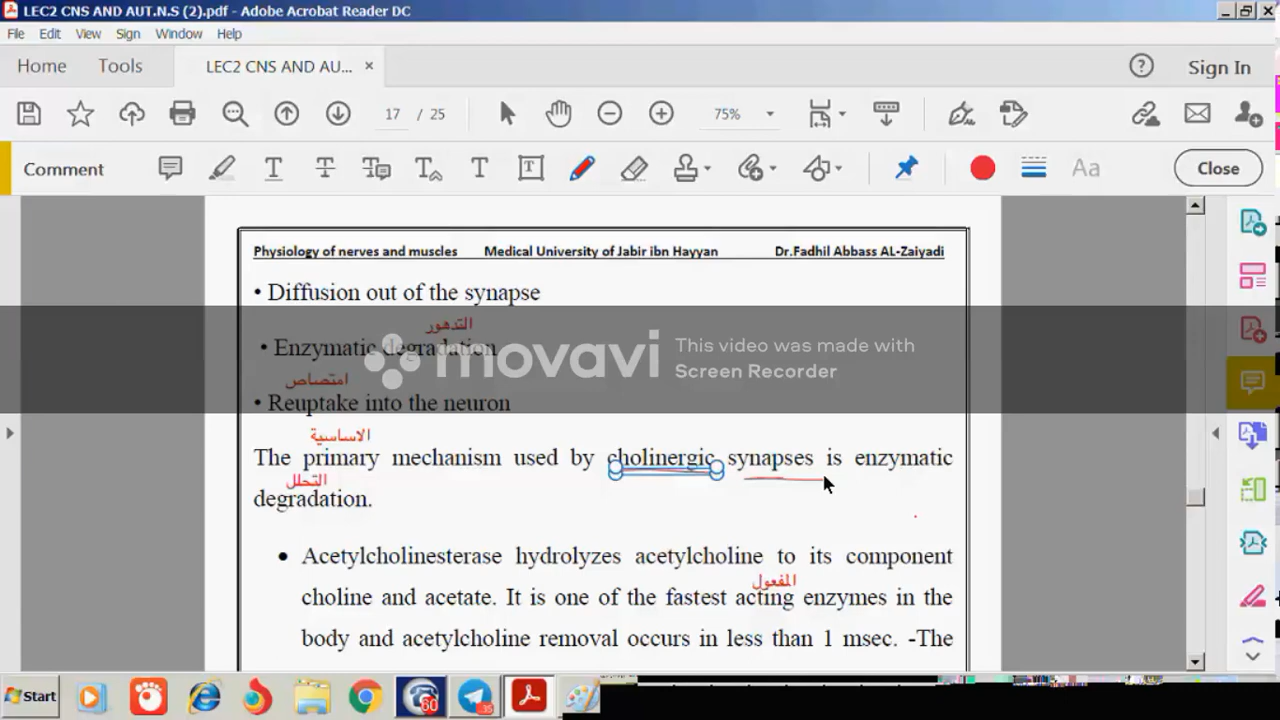 LEC2 CNS AND AUT.N.S (2).pdf - Adobe Acrobat Reader DC
File Edit View Sign Window Help
Home Tools LEC2 CNS AND AU... × Sign In
17 / 25 75%
Comment Aa Close
Physiology of nerves and muscles Medical University of Jabir ibn Hayyan Dr.Fadhil Abbass AL-Zaiyadi
• Diffusion out of the synapse
التدهور
• Enzymatic degradation
movavi This video was made with
Screen Recorder
امتصاص
• Reuptake into the neuron
الاساسية
The primary mechanism used by cholinergic synapses is enzymatic
التحلل
degradation.
• Acetylcholinesterase hydrolyzes acetylcholine to its component
المفعول
choline and acetate. It is one of the fastest acting enzymes in the
body and acetylcholine removal occurs in less than 1 msec. -The
Start 60